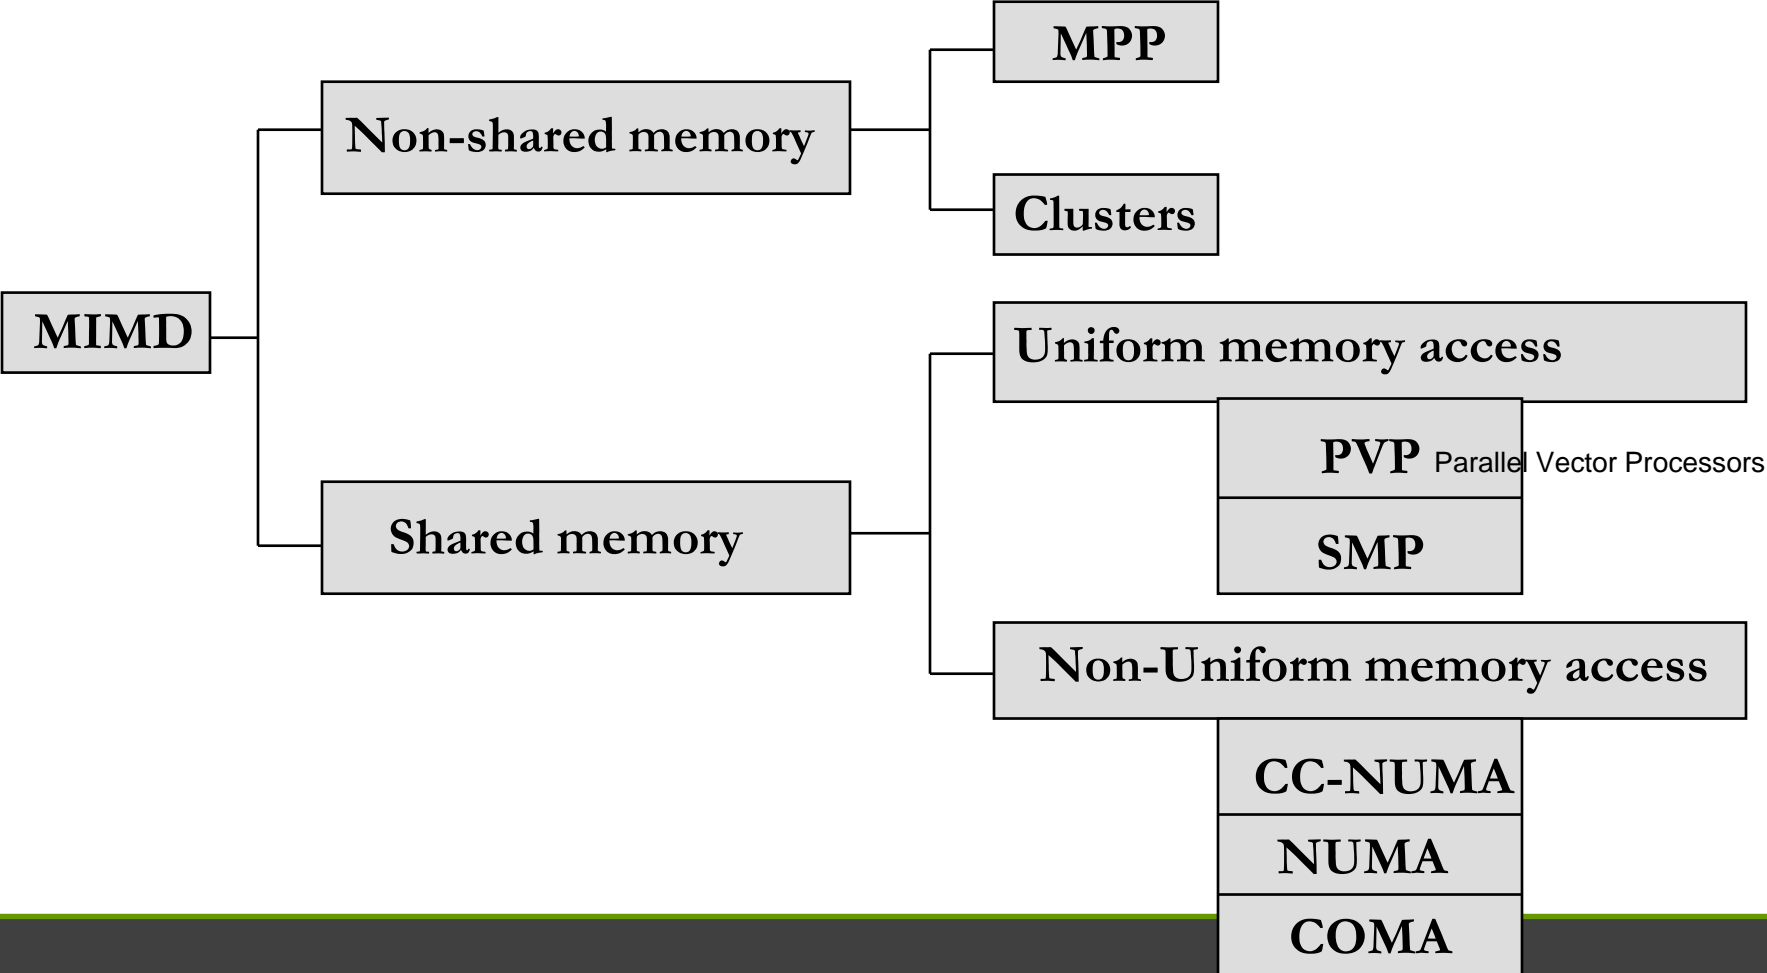 MPP
Non-shared memory
Clusters
MIMD
Uniform memory access
PVP Parallel Vector Processors
Shared memory
SMP
Non-Uniform memory access
CC-NUMA
NUMA
COMA